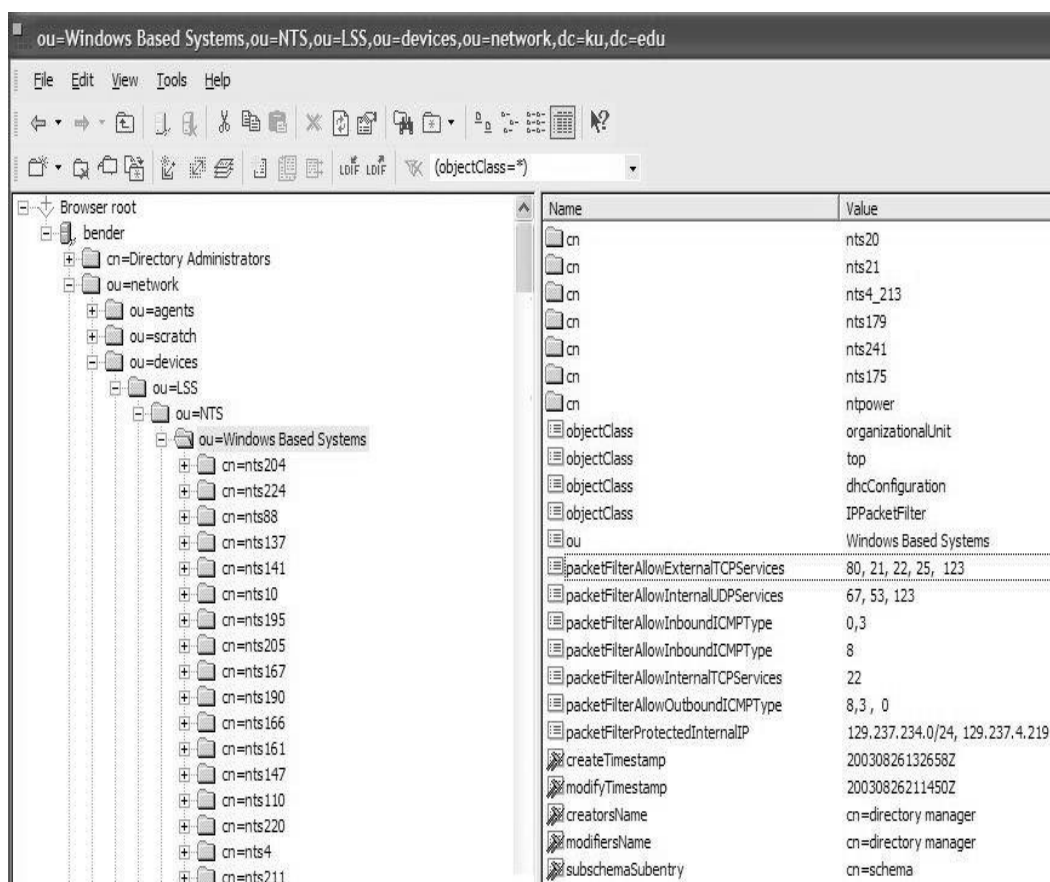 ou=Windows Based Systems,ou=NTS,ou=LSS,ou=devices,ou=network,dc=ku,dc=edu
File Edit View Tools Help
LDIF LDIF (objectClass=*)
Browser root
bender
cn=Directory Administrators
ou=network
ou=agents
ou=scratch
ou=devices
ou=LSS
ou=NTS
ou=Windows Based Systems
cn=nts204
cn=nts224
cn=nts88
cn=nts137
cn=nts141
cn=nts10
cn=nts195
cn=nts205
cn=nts167
cn=nts190
cn=nts166
cn=nts161
cn=nts147
cn=nts110
cn=nts220
cn=nts4
cn=nts211
Name Value
cn nts20
cn nts21
cn nts4_213
cn nts179
cn nts241
cn nts175
cn ntpower
objectClass organizationalUnit
objectClass top
objectClass dhcConfiguration
objectClass IPPacketFilter
ou Windows Based Systems
packetFilterAllowExternalTCPServices 80, 21, 22, 25, 123
packetFilterAllowInternalUDPServices 67, 53, 123
packetFilterAllowInboundICMPType 0,3
packetFilterAllowInboundICMPType 8
packetFilterAllowInternalTCPServices 22
packetFilterAllowOutboundICMPType 8,3 , 0
packetFilterProtectedInternalIP 129.237.234.0/24, 129.237.4.219
createTimestamp 20030826132658Z
modifyTimestamp 20030826211450Z
creatorsName cn=directory manager
modifiersName cn=directory manager
subschemaSubentry cn=schema